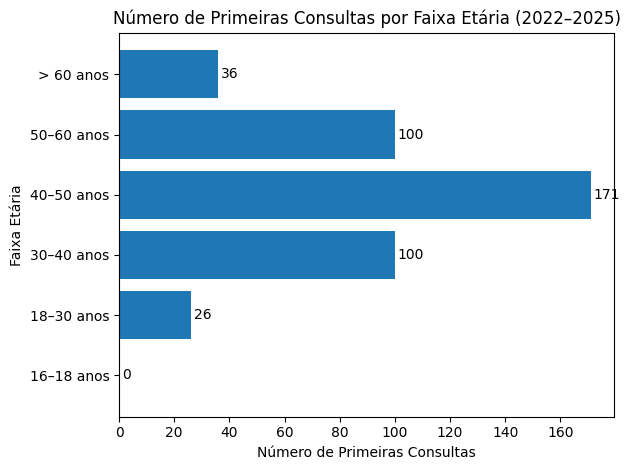 Número de Primeiras Consultas por Faixa Etária (2022–2025)
> 60 anos
36
50–60 anos
100
40–50 anos
171
30–40 anos
100
18–30 anos
26
16–18 anos
0
Faixa Etária
0 20 40 60 80 100 120 140 160
Número de Primeiras Consultas